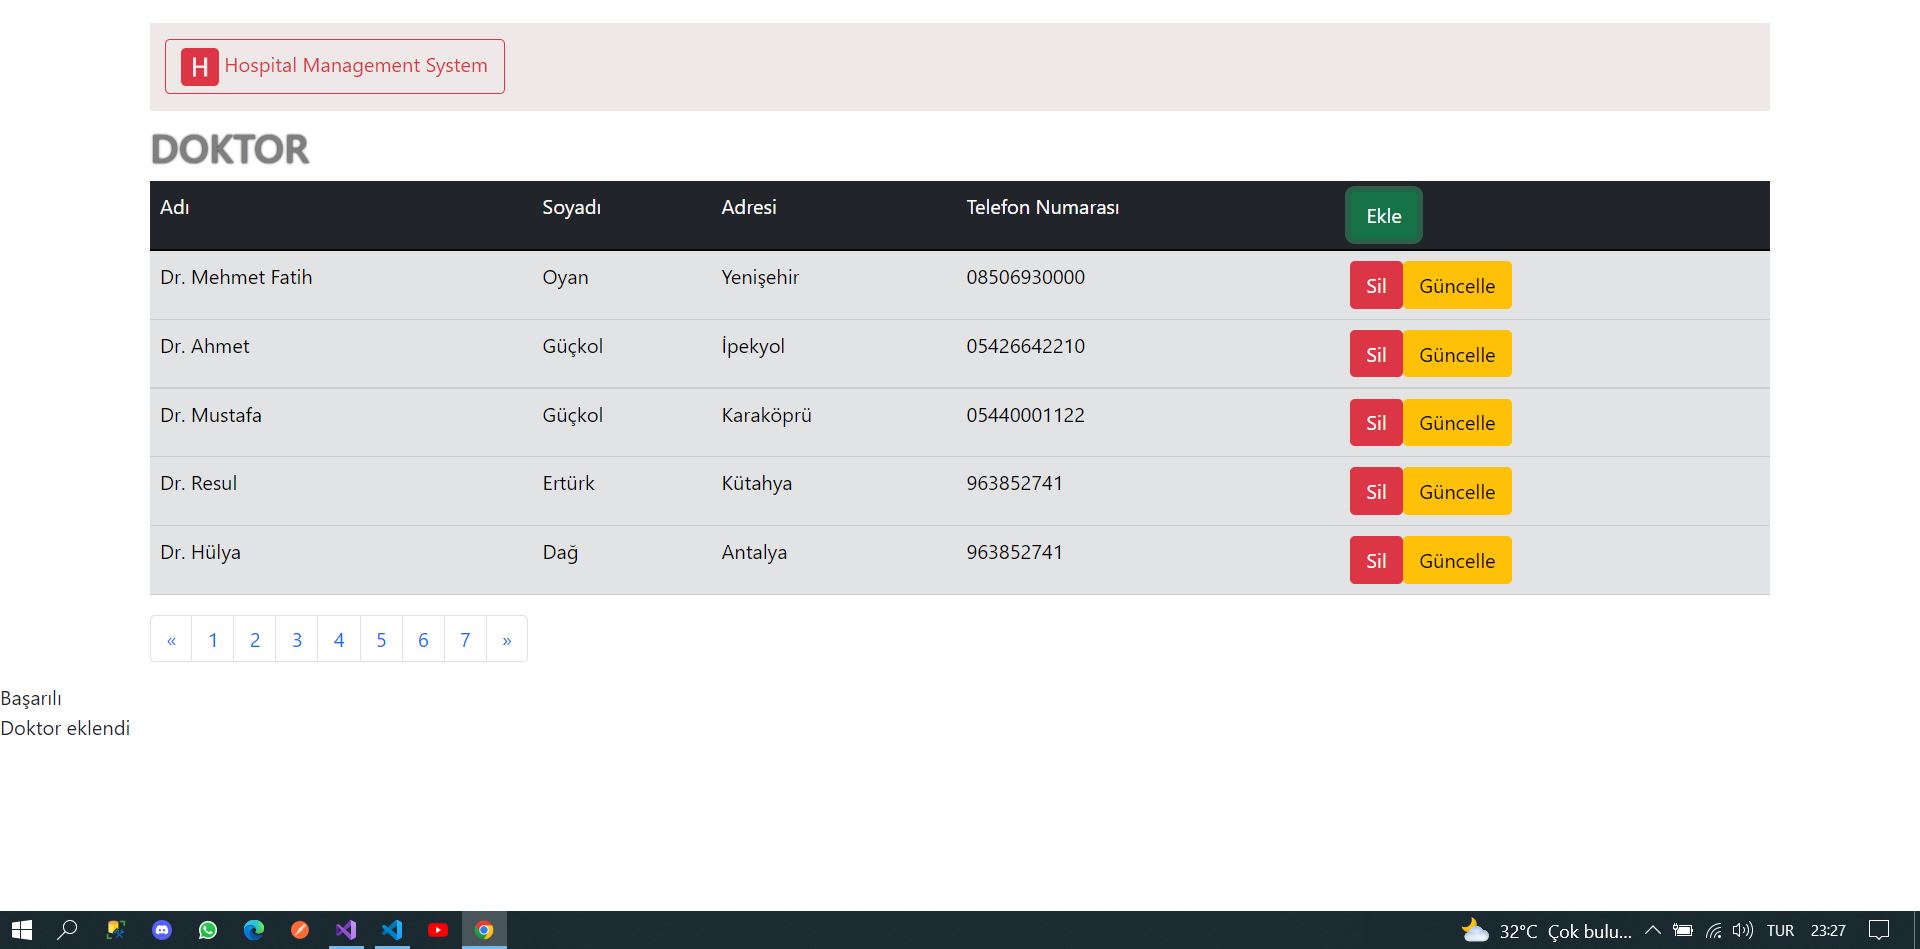 H Hospital Management System
DOKTOR
Adı Soyadı Adresi Telefon Numarası Ekle
Dr. Mehmet Fatih Oyan Yenişehir 08506930000 Sil Güncelle
Dr. Ahmet Güçkol İpekyol 05426642210 Sil Güncelle
Dr. Mustafa Güçkol Karaköprü 05440001122 Sil Güncelle
Dr. Resul Ertürk Kütahya 963852741 Sil Güncelle
Dr. Hülya Dağ Antalya 963852741 Sil Güncelle
« 1 2 3 4 5 6 7 »
Başarılı
Doktor eklendi
32°C Çok bulu... TUR 23:27